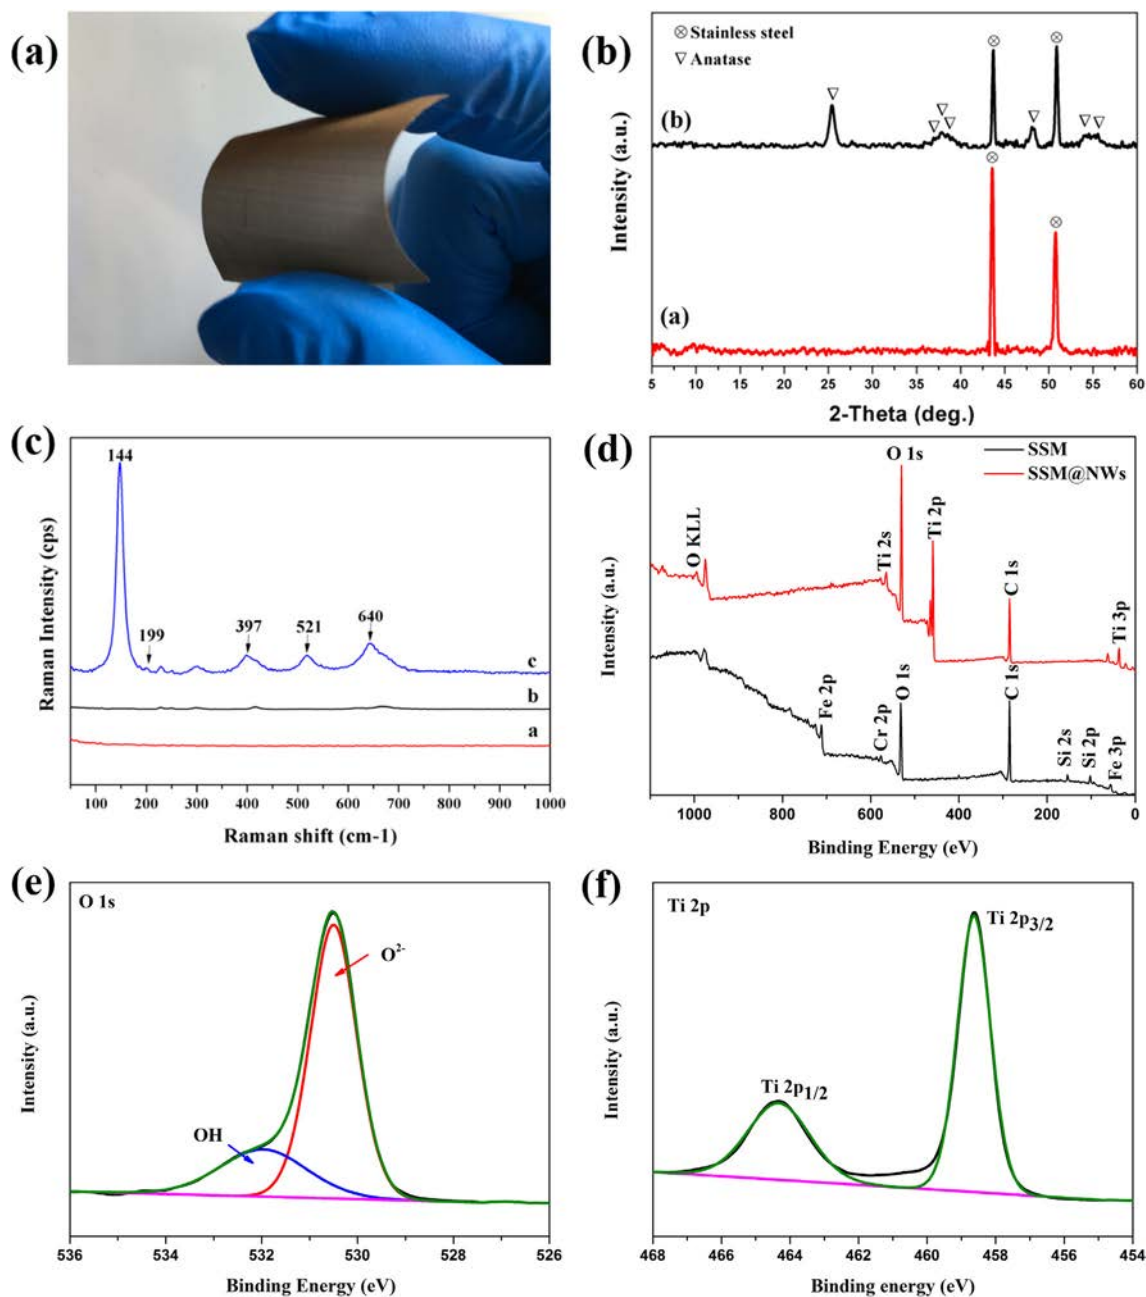 (a)
(b)
⊗ Stainless steel
▽ Anatase
(b)
(a)
Intensity (a.u.)
5 10 15 20 25 30 35 40 45 50 55 60
2-Theta (deg.)
(c)
144
199
397
521
640
c
b
a
Raman Intensity (cps)
100 200 300 400 500 600 700 800 900 1000
Raman shift (cm-1)
(d)
SSM
SSM@NWs
O KLL
Ti 2s
O 1s
Ti 2p
C 1s
Ti 3p
Fe 2p
Cr 2p
O 1s
C 1s
Si 2s
Si 2p
Fe 3p
Intensity (a.u.)
1000 800 600 400 200 0
Binding Energy (eV)
(e)
O 1s
O2-
OH
Intensity (a.u.)
536 534 532 530 528 526
Binding Energy (eV)
(f)
Ti 2p
Ti 2p3/2
Ti 2p1/2
Intensity (a.u.)
468 466 464 462 460 458 456 454
Binding energy (eV)